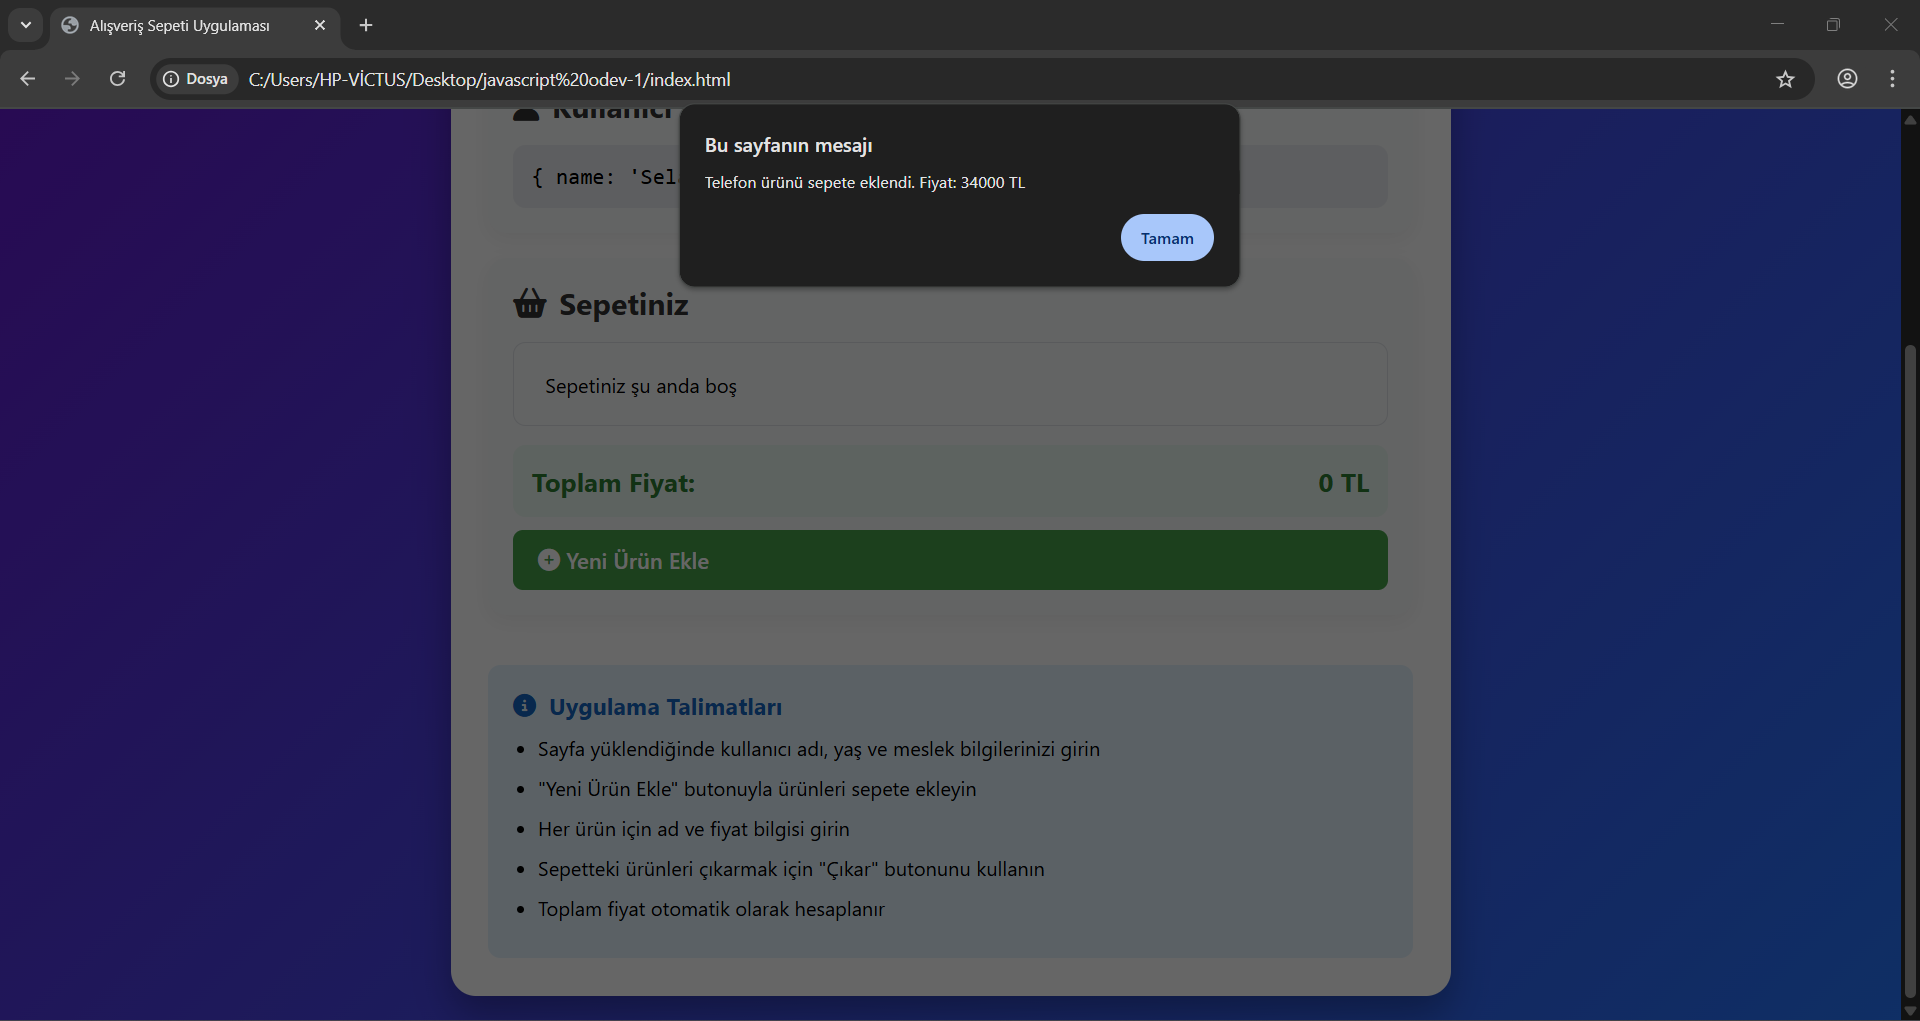 Alışveriş Sepeti Uygulaması
Dosya C:/Users/HP-VİCTUS/Desktop/javascript%20odev-1/index.html
Kullanıcı
Bu sayfanın mesajı
{ name: 'Sel
Telefon ürünü sepete eklendi. Fiyat: 34000 TL
Tamam
Sepetiniz
Sepetiniz şu anda boş
Toplam Fiyat: 0 TL
Yeni Ürün Ekle
Uygulama Talimatları
Sayfa yüklendiğinde kullanıcı adı, yaş ve meslek bilgilerinizi girin
"Yeni Ürün Ekle" butonuyla ürünleri sepete ekleyin
Her ürün için ad ve fiyat bilgisi girin
Sepetteki ürünleri çıkarmak için "Çıkar" butonunu kullanın
Toplam fiyat otomatik olarak hesaplanır